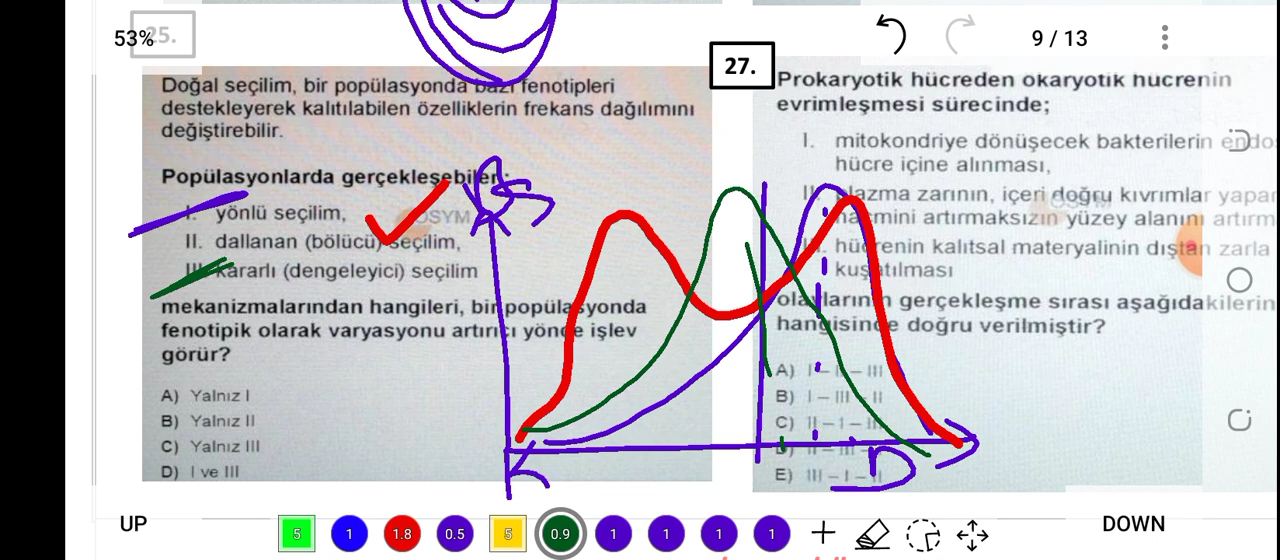 53%
25.
9 / 13
Doğal seçilim, bir popülasyonda bazı fenotipleri
destekleyerek kalıtılabilen özelliklerin frekans dağılımını
değiştirebilir.
Popülasyonlarda gerçekleşebilen;
I. yönlü seçilim,
II. dallanan (bölücü) seçilim,
III. kararlı (dengeleyici) seçilim
mekanizmalarından hangileri, bir popülasyonda
fenotipik olarak varyasyonu artırıcı yönde işlev
görür?
A) Yalnız I
B) Yalnız II
C) Yalnız III
D) I ve III
ÖSYM
27.
Prokaryotik hücreden ökaryotik hücrenin
evrimleşmesi sürecinde;
I. mitokondriye dönüşecek bakterilerin endo
hücre içine alınması,
II. plazma zarının, içeri doğru kıvrımlar yapar
hacmini artırmaksızın yüzey alanını artırm
III. hücrenin kalıtsal materyalinin dıştan zarla
kuşatılması
olaylarının gerçekleşme sırası aşağıdakilerin
hangisinde doğru verilmiştir?
A) I – II – III
B) I – III – II
C) II – I – III
D) II – III –
E) III – I – II
UP
5 1 1.8 0.5 5 0.9 1 1 1 1
DOWN